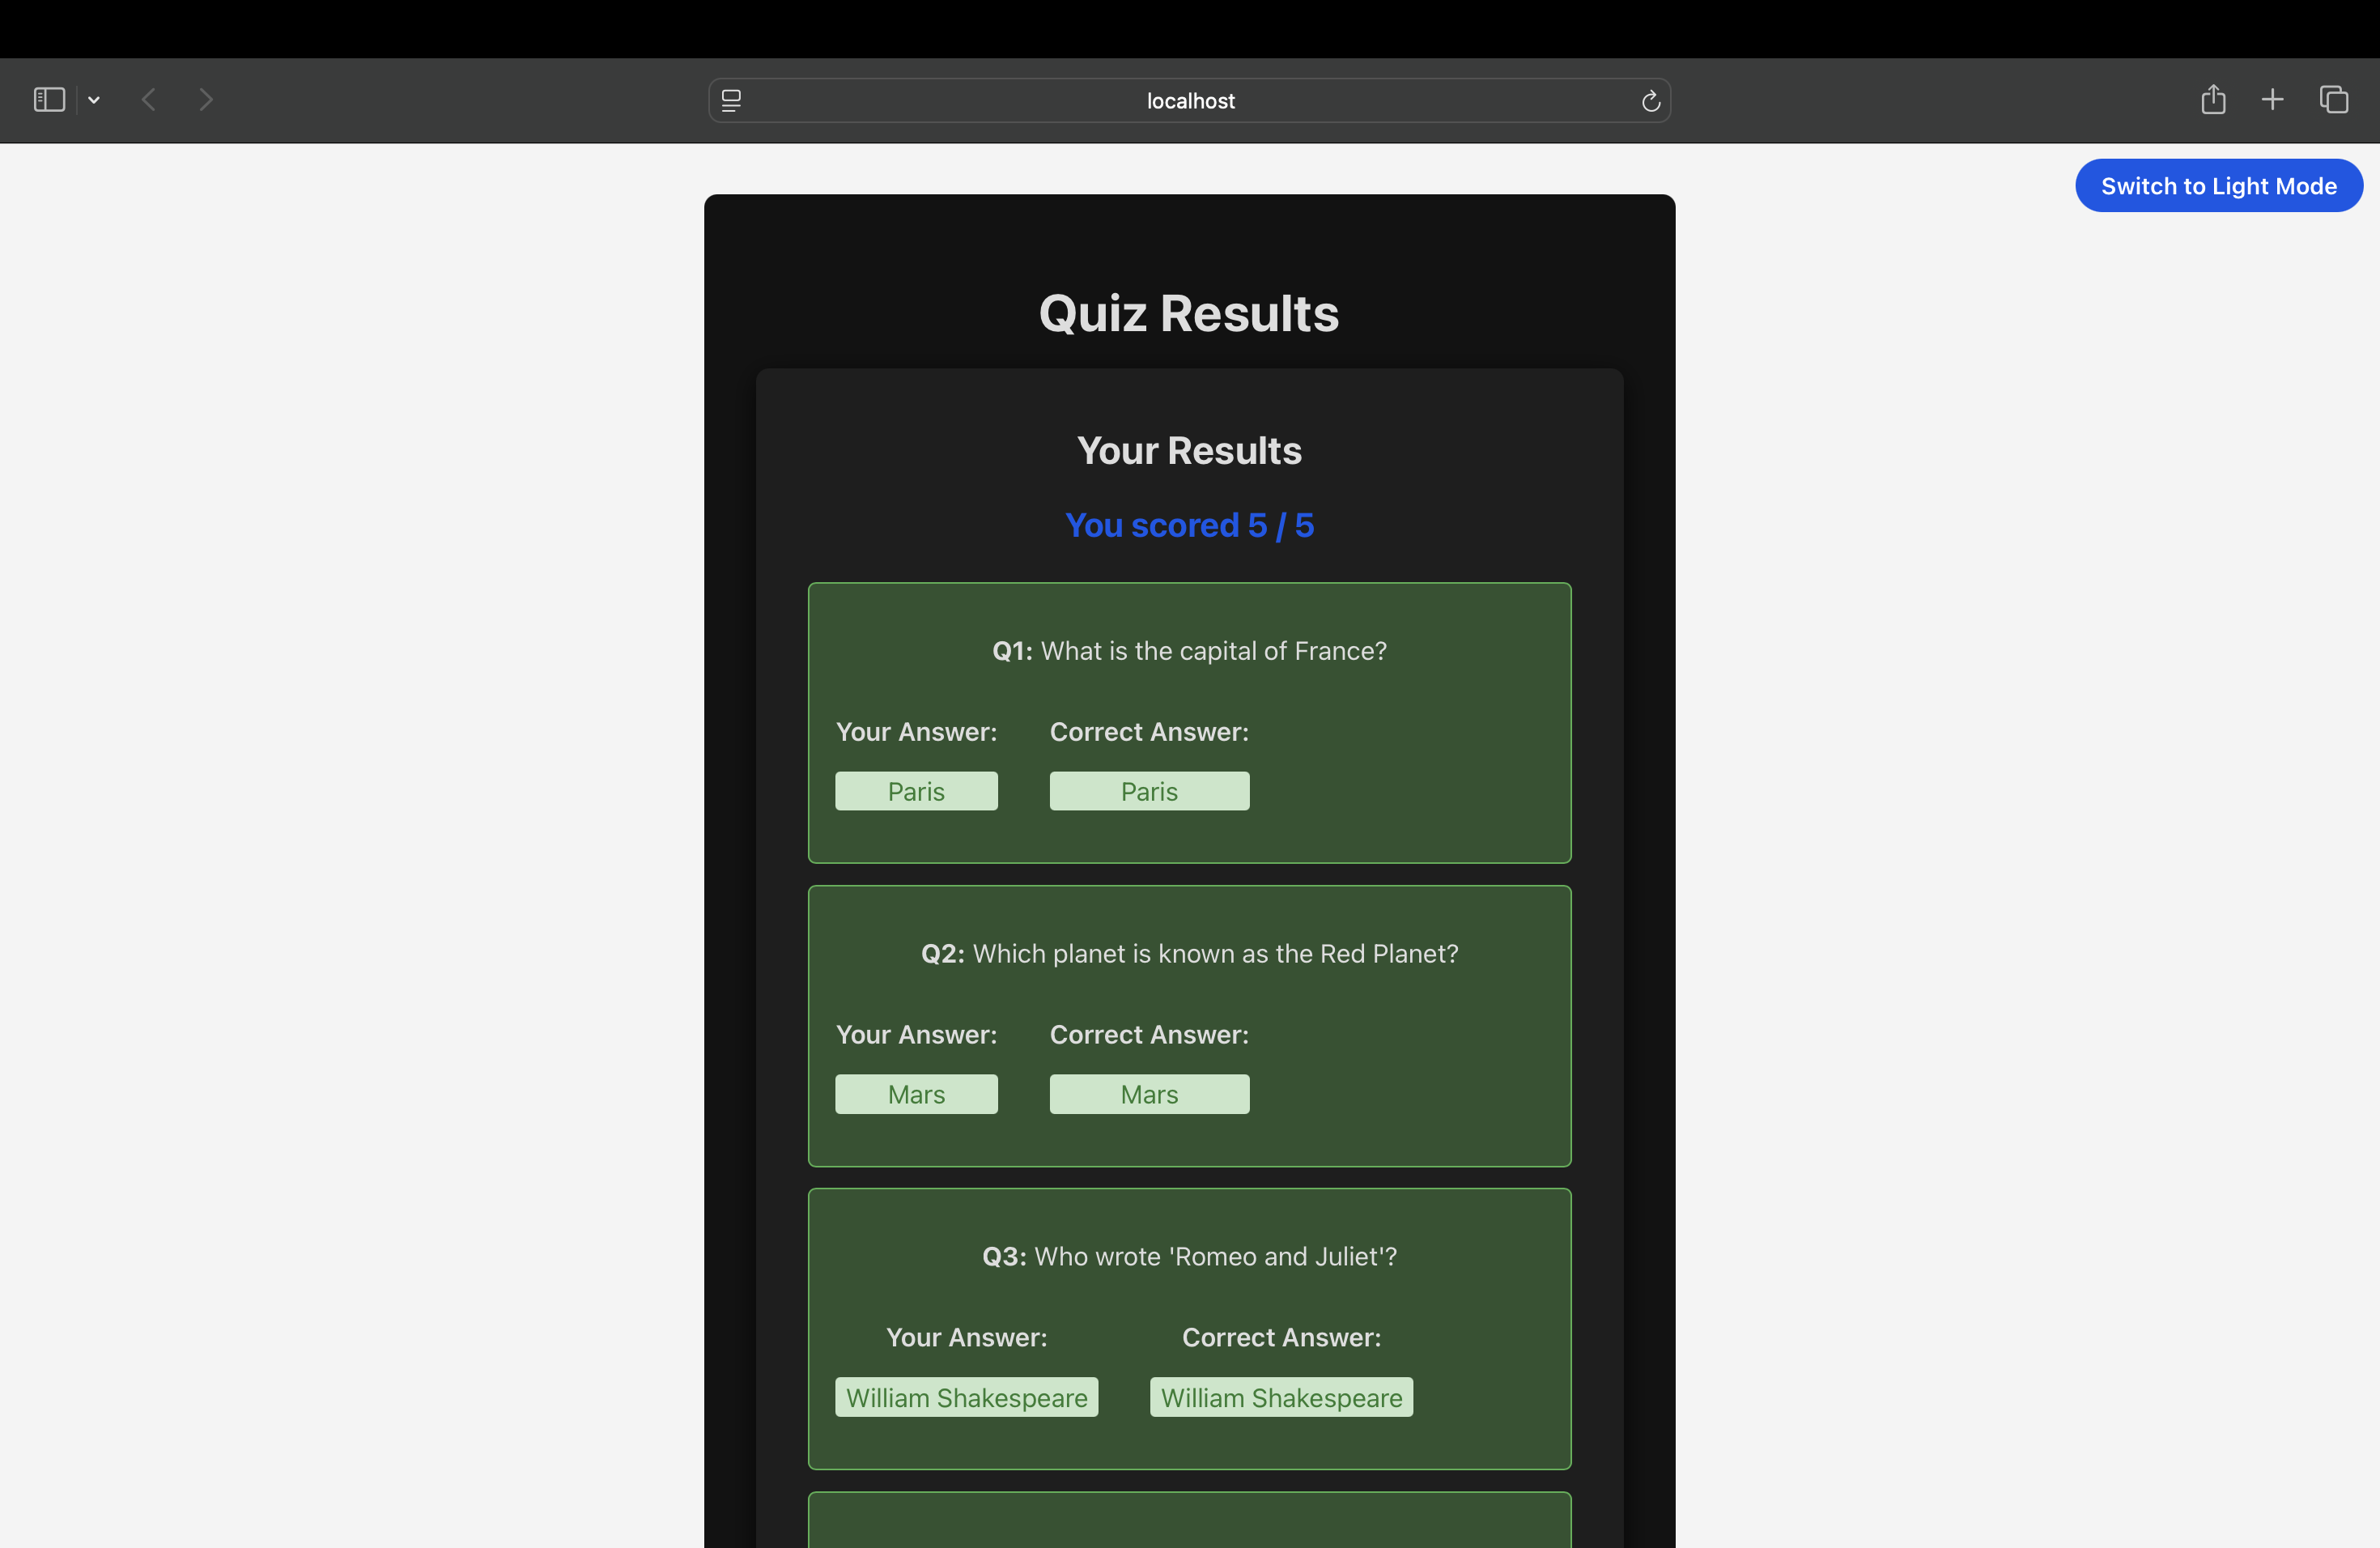 localhost
Switch to Light Mode
Quiz Results
Your Results
You scored 5 / 5
Q1: What is the capital of France?
Your Answer: Correct Answer:
Paris Paris
Q2: Which planet is known as the Red Planet?
Your Answer: Correct Answer:
Mars Mars
Q3: Who wrote 'Romeo and Juliet'?
Your Answer: Correct Answer:
William Shakespeare William Shakespeare